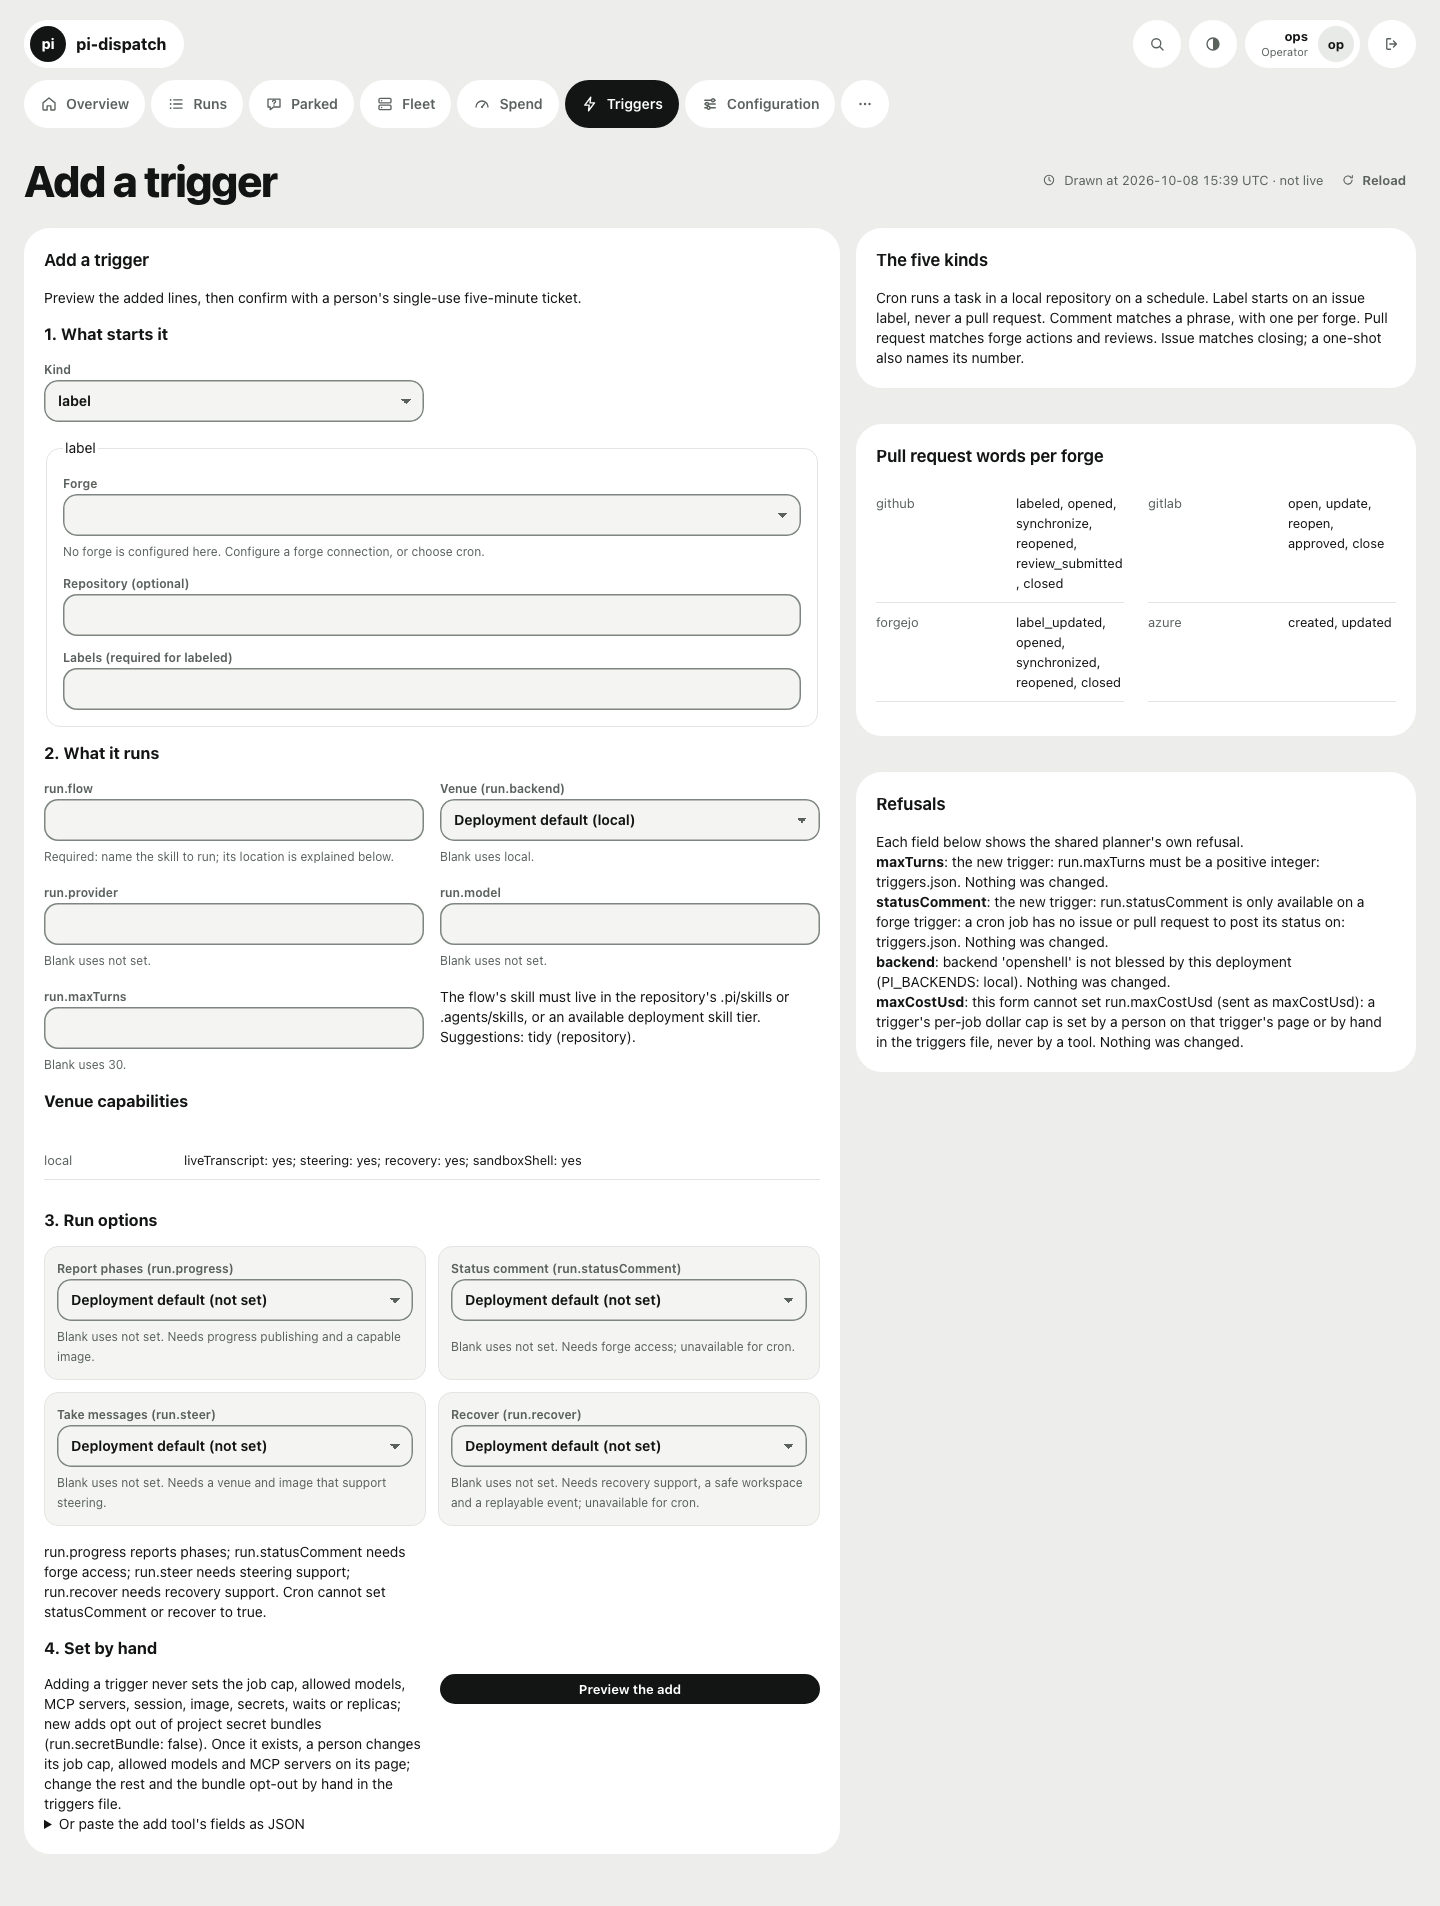 pi
pi-dispatch
ops
Operator
op
Overview
Runs
Parked
Fleet
Spend
Triggers
Configuration
Add a trigger
Drawn at 2026-10-08 15:39 UTC · not live
Reload
Add a trigger
Preview the added lines, then confirm with a person's single-use five-minute ticket.
1. What starts it
Kind
label
label
Forge
No forge is configured here. Configure a forge connection, or choose cron.
Repository (optional)
Labels (required for labeled)
2. What it runs
run.flow
Required: name the skill to run; its location is explained below.
Venue (run.backend)
Deployment default (local)
Blank uses local.
run.provider
Blank uses not set.
run.model
Blank uses not set.
run.maxTurns
Blank uses 30.
The flow's skill must live in the repository's .pi/skills or
.agents/skills, or an available deployment skill tier.
Suggestions: tidy (repository).
Venue capabilities
local
liveTranscript: yes; steering: yes; recovery: yes; sandboxShell: yes
3. Run options
Report phases (run.progress)
Deployment default (not set)
Blank uses not set. Needs progress publishing and a capable
image.
Status comment (run.statusComment)
Deployment default (not set)
Blank uses not set. Needs forge access; unavailable for cron.
Take messages (run.steer)
Deployment default (not set)
Blank uses not set. Needs a venue and image that support
steering.
Recover (run.recover)
Deployment default (not set)
Blank uses not set. Needs recovery support, a safe workspace
and a replayable event; unavailable for cron.
run.progress reports phases; run.statusComment needs
forge access; run.steer needs steering support;
run.recover needs recovery support. Cron cannot set
statusComment or recover to true.
4. Set by hand
Adding a trigger never sets the job cap, allowed models,
MCP servers, session, image, secrets, waits or replicas;
new adds opt out of project secret bundles
(run.secretBundle: false). Once it exists, a person changes
its job cap, allowed models and MCP servers on its page;
change the rest and the bundle opt-out by hand in the
triggers file.
Or paste the add tool's fields as JSON
Preview the add
The five kinds
Cron runs a task in a local repository on a schedule. Label starts on an issue
label, never a pull request. Comment matches a phrase, with one per forge. Pull
request matches forge actions and reviews. Issue matches closing; a one-shot
also names its number.
Pull request words per forge
github
labeled, opened,
synchronize,
reopened,
review_submitted
, closed
gitlab
open, update,
reopen,
approved, close
forgejo
label_updated,
opened,
synchronized,
reopened, closed
azure
created, updated
Refusals
Each field below shows the shared planner's own refusal.
maxTurns: the new trigger: run.maxTurns must be a positive integer:
triggers.json. Nothing was changed.
statusComment: the new trigger: run.statusComment is only available on a
forge trigger: a cron job has no issue or pull request to post its status on:
triggers.json. Nothing was changed.
backend: backend 'openshell' is not blessed by this deployment
(PI_BACKENDS: local). Nothing was changed.
maxCostUsd: this form cannot set run.maxCostUsd (sent as maxCostUsd): a
trigger's per-job dollar cap is set by a person on that trigger's page or by hand
in the triggers file, never by a tool. Nothing was changed.